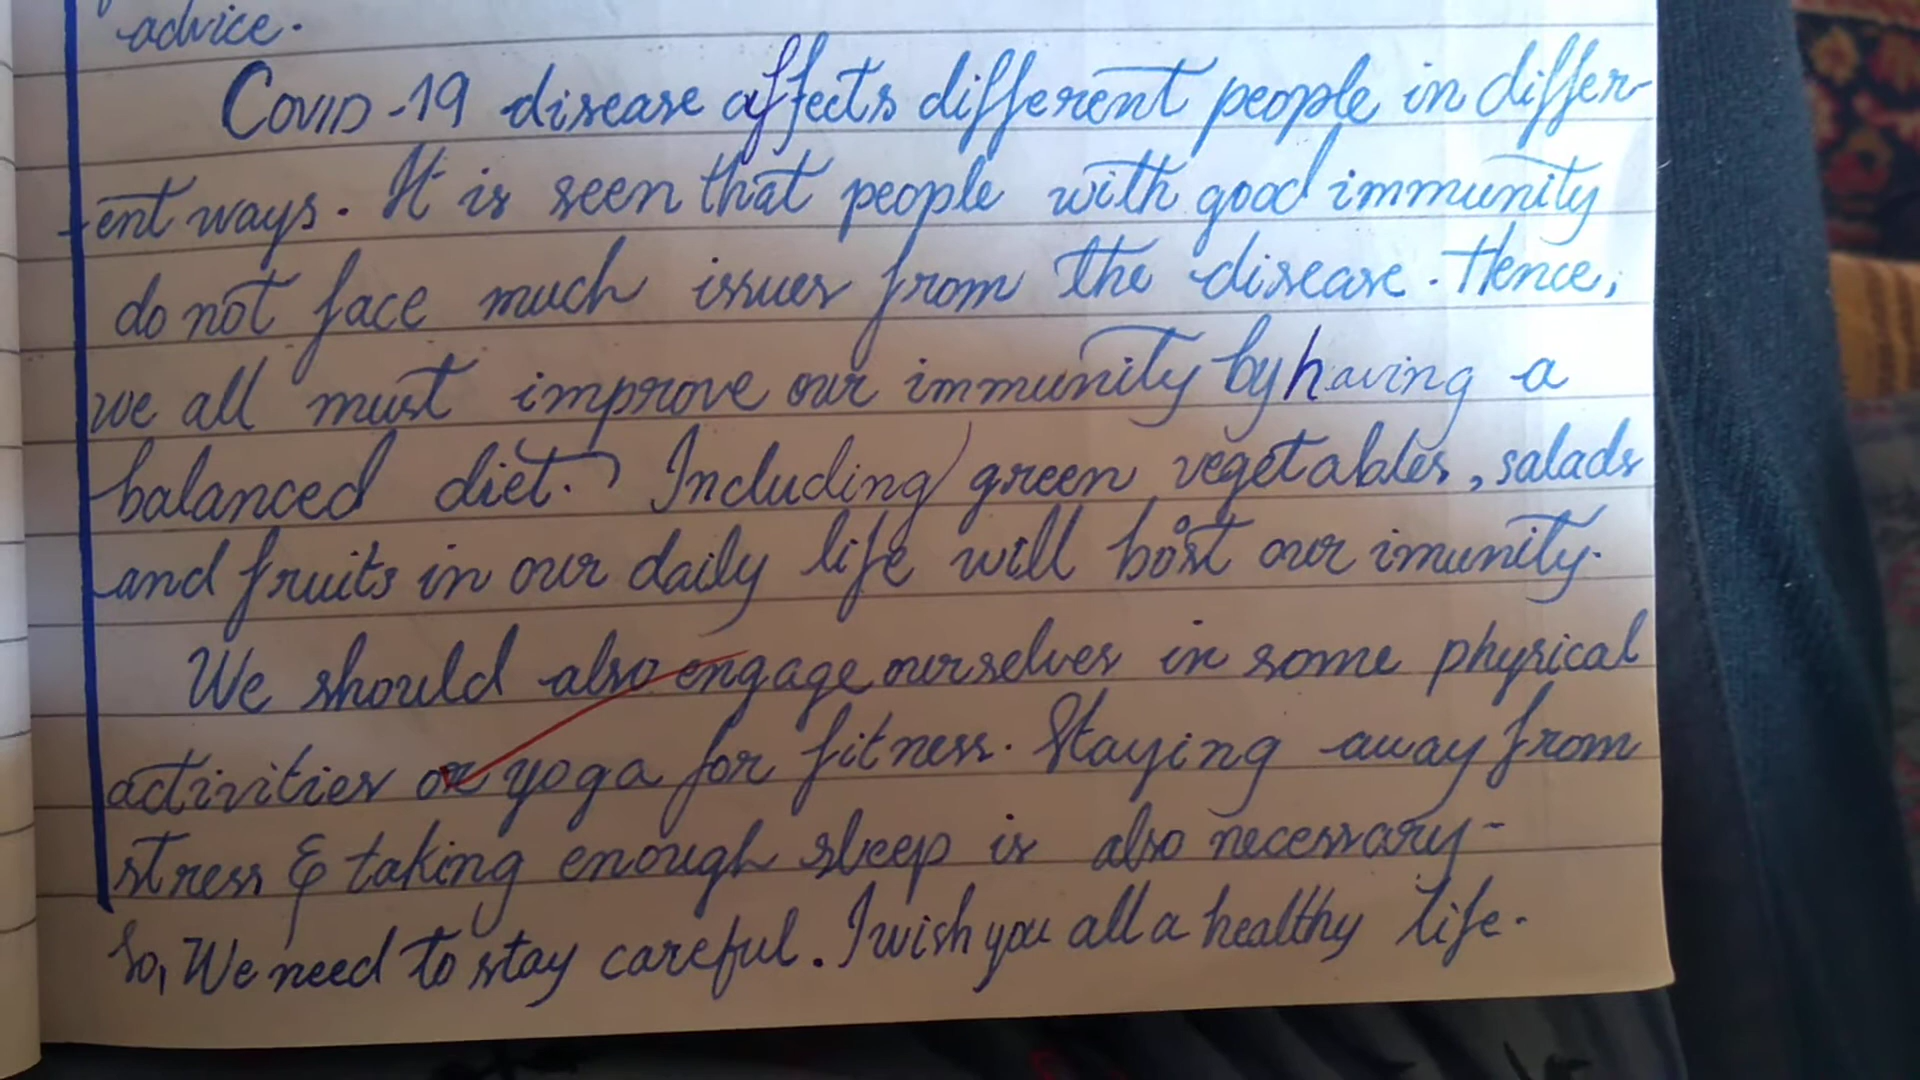 advice.
COVID-19 disease affects different people in differ-
-ent ways. It is seen that people with good immunity
do not face much issues from the disease. Hence,
we all must improve our immunity by having a
balanced diet. Including green vegetables, salads
and fruits in our daily life will boost our imunity.
We should also engage ourselves in some physical
activities or yoga for fitness. Staying away from
stress & taking enough sleep is also necessary.
So, We need to stay careful. I wish you all a healthy life.